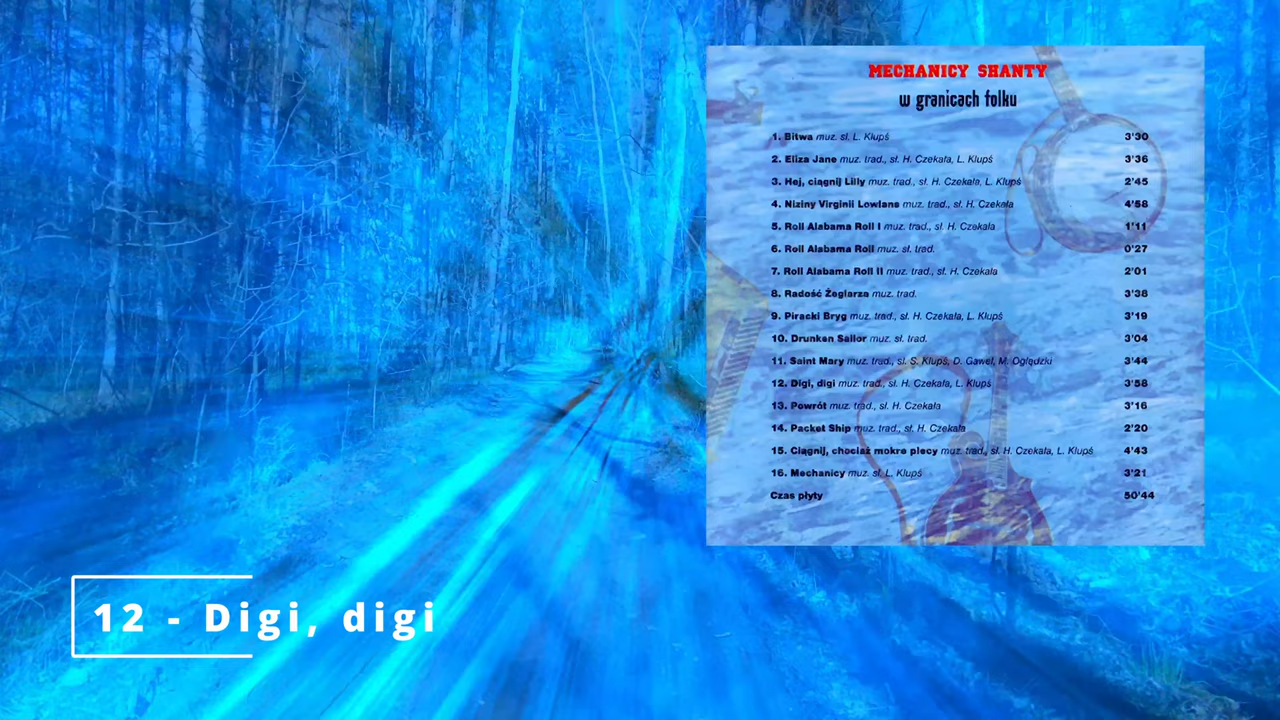 MECHANICY SHANTY
w granicach folku
1. Bitwa muz. sł. L. Klupś 3'30
2. Eliza Jane muz. trad., sł. H. Czekała, L. Klupś 3'36
3. Hej, ciągnij Lilly muz. trad., sł. H. Czekała, L. Klupś 2'45
4. Niziny Virginii Lowlans muz. trad., sł. H. Czekała 4'58
5. Roll Alabama Roll I muz. trad., sł. H. Czekała 1'11
6. Roll Alabama Roll muz. sł. trad. 0'27
7. Roll Alabama Roll II muz. trad., sł. H. Czekała 2'01
8. Radość Żeglarza muz. trad. 3'38
9. Piracki Bryg muz. trad., sł. H. Czekała, L. Klupś 3'19
10. Drunken Sailor muz. sł. trad. 3'04
11. Saint Mary muz. trad., sł. S. Klupś, D. Gaweł, M. Oględzki 3'44
12. Digi, digi muz. trad., sł. H. Czekała, L. Klupś 3'58
13. Powrót muz. trad., sł. H. Czekała 3'16
14. Packet Ship muz. trad., sł. H. Czekała 2'20
15. Ciągnij, chociaż mokre plecy muz. trad., sł. H. Czekała, L. Klupś 4'43
16. Mechanicy muz. sł. L. Klupś 3'21
Czas płyty 50'44
12 - Digi, digi